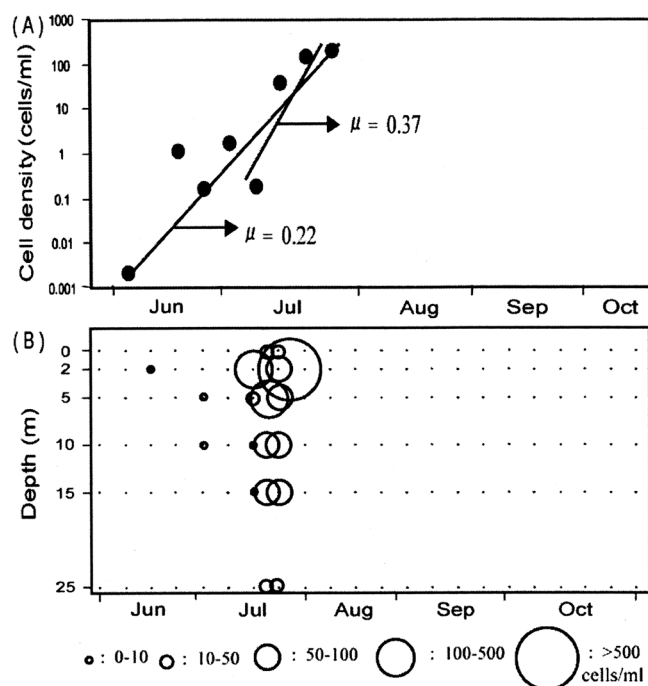 (A)
Cell density (cells/ml)
1000
100
10
1
0.1
0.01
0.001
μ = 0.37
μ = 0.22
Jun Jul Aug Sep Oct
(B)
Depth (m)
0
2
5
10
15
25
Jun Jul Aug Sep Oct
: 0-10 : 10-50 : 50-100 : 100-500 : >500
cells/ml